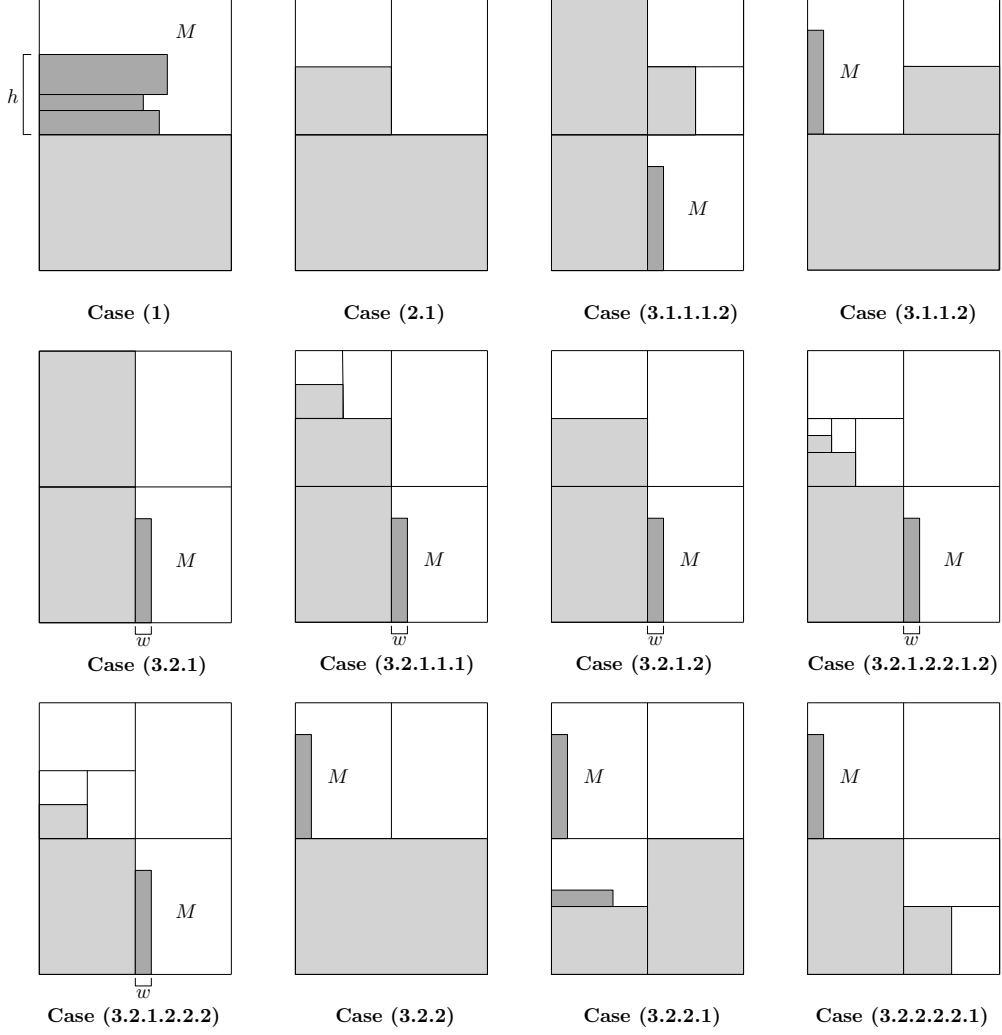 M
h
M
M
Case (1)
Case (2.1)
Case (3.1.1.1.2)
Case (3.1.1.2)
M
M
M
M
w
w
w
w
Case (3.2.1)
Case (3.2.1.1.1)
Case (3.2.1.2)
Case (3.2.1.2.2.1.2)
M
M
M
M
w
Case (3.2.1.2.2.2)
Case (3.2.2)
Case (3.2.2.1)
Case (3.2.2.2.2.1)